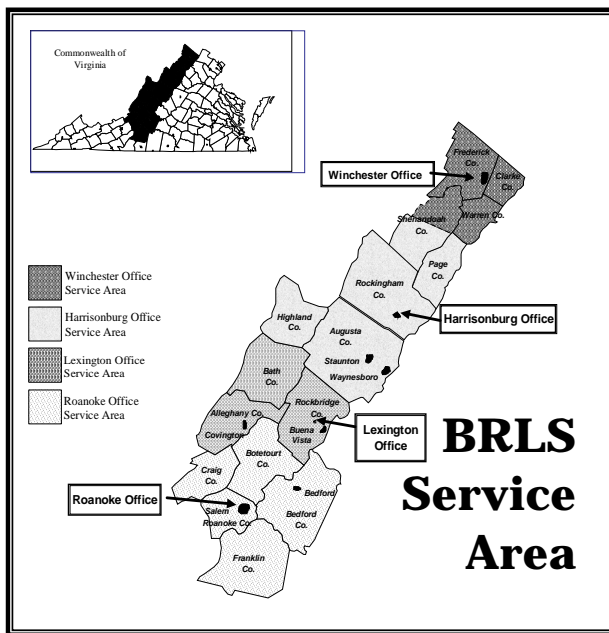 Commonwealth of
Virginia
Frederick
Co.
Winchester Office
Clarke
Co.
Shenandoah
Co.
Warren Co.
Page
Co.
Rockingham
Co.
Winchester Office
Service Area
Harrisonburg Office
Service Area
Lexington Office
Service Area
Roanoke Office
Service Area
Highland
Co.
Harrisonburg Office
Augusta
Co.
Staunton
Waynesboro
Bath
Co.
Rockbridge
Co.
Alleghany Co.
Covington
Buena
Vista
Lexington
Office
Botetourt
Co.
Craig
Co.
Roanoke Office
Bedford
Salem
Roanoke Co.
Bedford
Co.
Franklin
Co.
BRLS
Service
Area